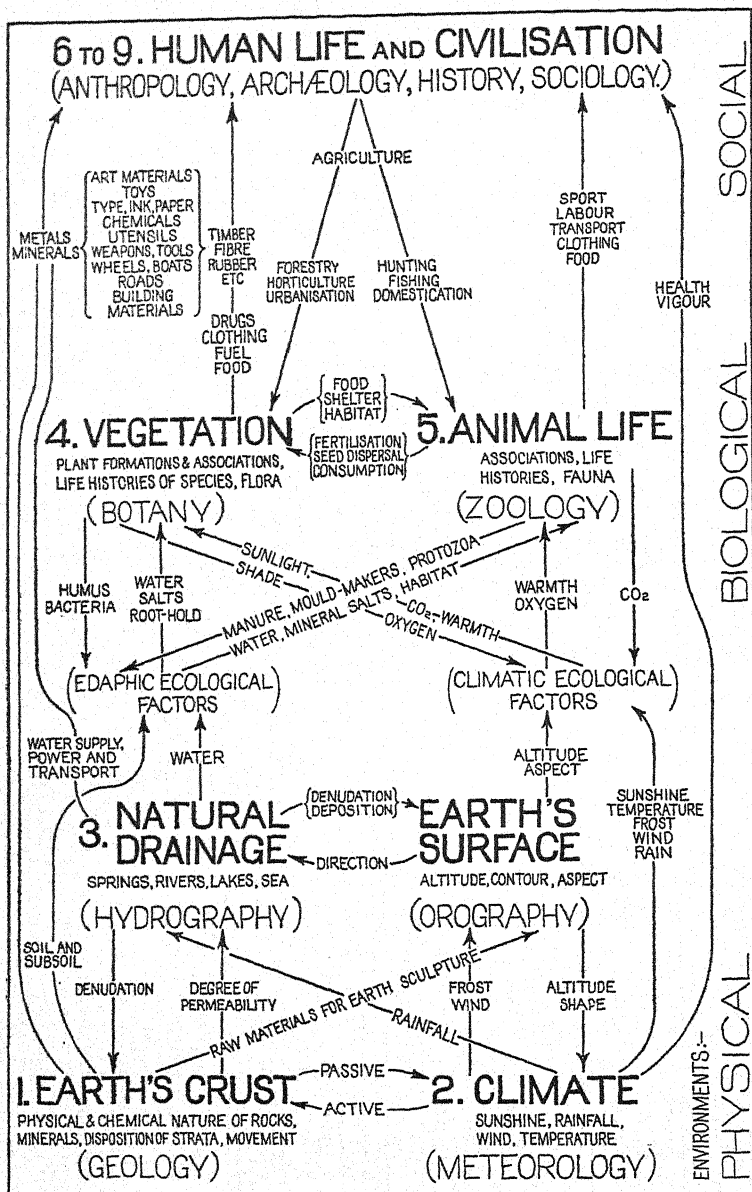 6 TO 9. HUMAN LIFE AND CIVILISATION
(ANTHROPOLOGY, ARCHÆOLOGY, HISTORY, SOCIOLOGY.)
SOCIAL
AGRICULTURE
METALS
MINERALS
ART MATERIALS
TOYS
TYPE, INK, PAPER
CHEMICALS
UTENSILS
WEAPONS, TOOLS
WHEELS, BOATS
ROADS
BUILDING
MATERIALS
TIMBER
FIBRE
RUBBER
ETC
DRUGS
CLOTHING
FUEL
FOOD
FORESTRY
HORTICULTURE
URBANISATION
HUNTING
FISHING
DOMESTICATION
SPORT
LABOUR
TRANSPORT
CLOTHING
FOOD
HEALTH
VIGOUR
BIOLOGICAL
4. VEGETATION
PLANT FORMATIONS & ASSOCIATIONS,
LIFE HISTORIES OF SPECIES, FLORA
(BOTANY)
FOOD
SHELTER
HABITAT
FERTILISATION
SEED DISPERSAL
CONSUMPTION
5. ANIMAL LIFE
ASSOCIATIONS, LIFE
HISTORIES, FAUNA
(ZOOLOGY)
HUMUS
BACTERIA
WATER
SALTS
ROOT-HOLD
SUNLIGHT,
CO₂-WARMTH
SHADE
OXYGEN
MANURE, MOULD-MAKERS, PROTOZOA
WATER, MINERAL SALTS, HABITAT
WARMTH
OXYGEN
CO₂
(EDAPHIC ECOLOGICAL
FACTORS)
(CLIMATIC ECOLOGICAL
FACTORS)
WATER SUPPLY,
POWER AND
TRANSPORT
WATER
ALTITUDE
ASPECT
SUNSHINE
TEMPERATURE
FROST
WIND
RAIN
3. NATURAL
DRAINAGE
SPRINGS, RIVERS, LAKES, SEA
(HYDROGRAPHY)
DENUDATION
DEPOSITION
DIRECTION
EARTH'S
SURFACE
ALTITUDE, CONTOUR, ASPECT
(OROGRAPHY)
SOIL AND
SUBSOIL
DENUDATION
DEGREE OF
PERMEABILITY
RAW MATERIALS FOR EARTH SCULPTURE
RAINFALL
FROST
WIND
ALTITUDE
SHAPE
1. EARTH'S CRUST
PHYSICAL & CHEMICAL NATURE OF ROCKS,
MINERALS, DISPOSITION OF STRATA, MOVEMENT
(GEOLOGY)
PASSIVE
ACTIVE
2. CLIMATE
SUNSHINE, RAINFALL,
WIND, TEMPERATURE
(METEOROLOGY)
ENVIRONMENTS:-
PHYSICAL